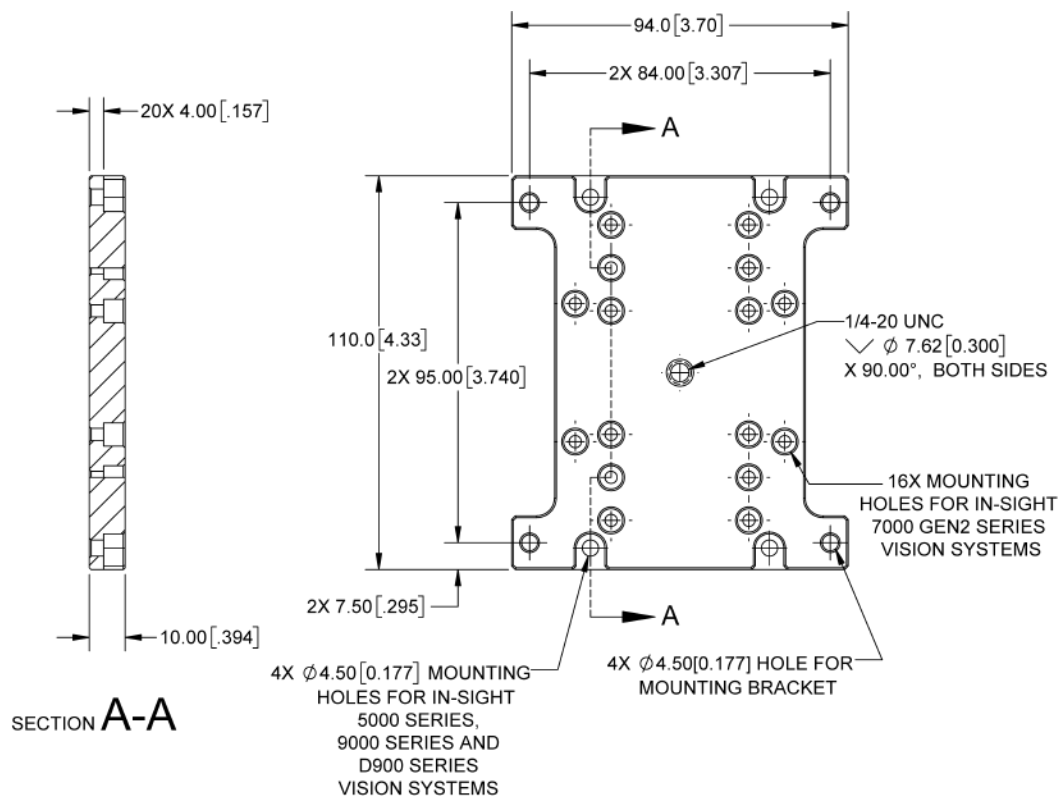 94.0[3.70]
2X 84.00[3.307]
20X 4.00[.157]
A
110.0[4.33]
2X 95.00[3.740]
1/4-20 UNC
⌵ ∅ 7.62[0.300]
X 90.00°, BOTH SIDES
16X MOUNTING
HOLES FOR IN-SIGHT
7000 GEN2 SERIES
VISION SYSTEMS
2X 7.50[.295]
A
10.00[.394]
4X ∅4.50[0.177] MOUNTING
HOLES FOR IN-SIGHT
5000 SERIES,
9000 SERIES AND
D900 SERIES
VISION SYSTEMS
4X ∅4.50[0.177] HOLE FOR
MOUNTING BRACKET
SECTION A-A